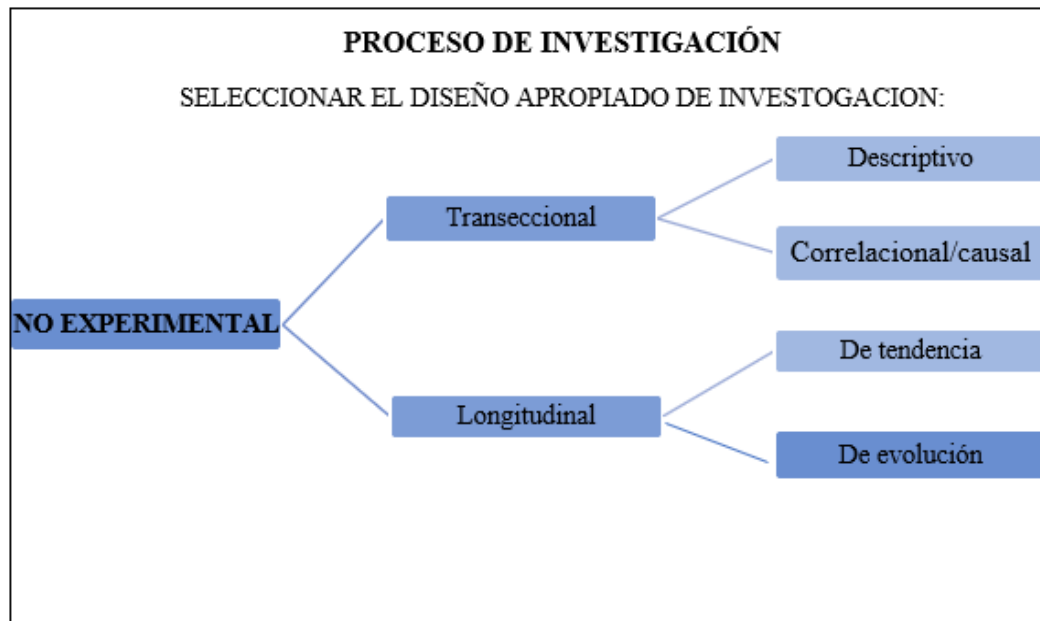 PROCESO DE INVESTIGACIÓN
SELECCIONAR EL DISEÑO APROPIADO DE INVESTOGACION:
Descriptivo
Transeccional
Correlacional/causal
NO EXPERIMENTAL
De tendencia
Longitudinal
De evolución